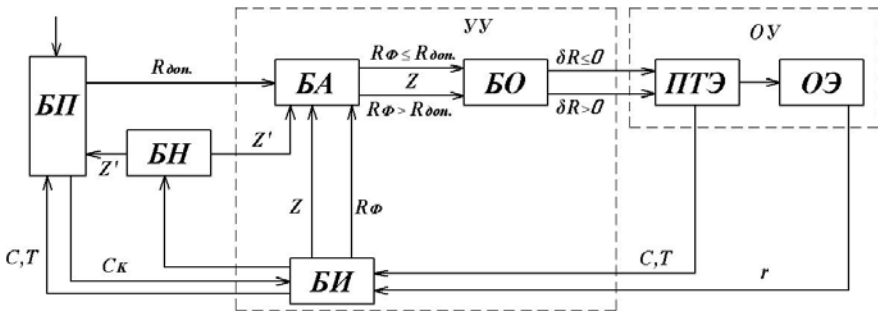 УУ
ОУ
Rдоп.
RФ ≤ Rдоп.
Z
RФ > Rдоп.
δR≤0
δR>0
БП
БА
БО
ПТЭ
ОЭ
БН
Z'
Z'
Z
RФ
С,Т
СК
БИ
С,Т
r